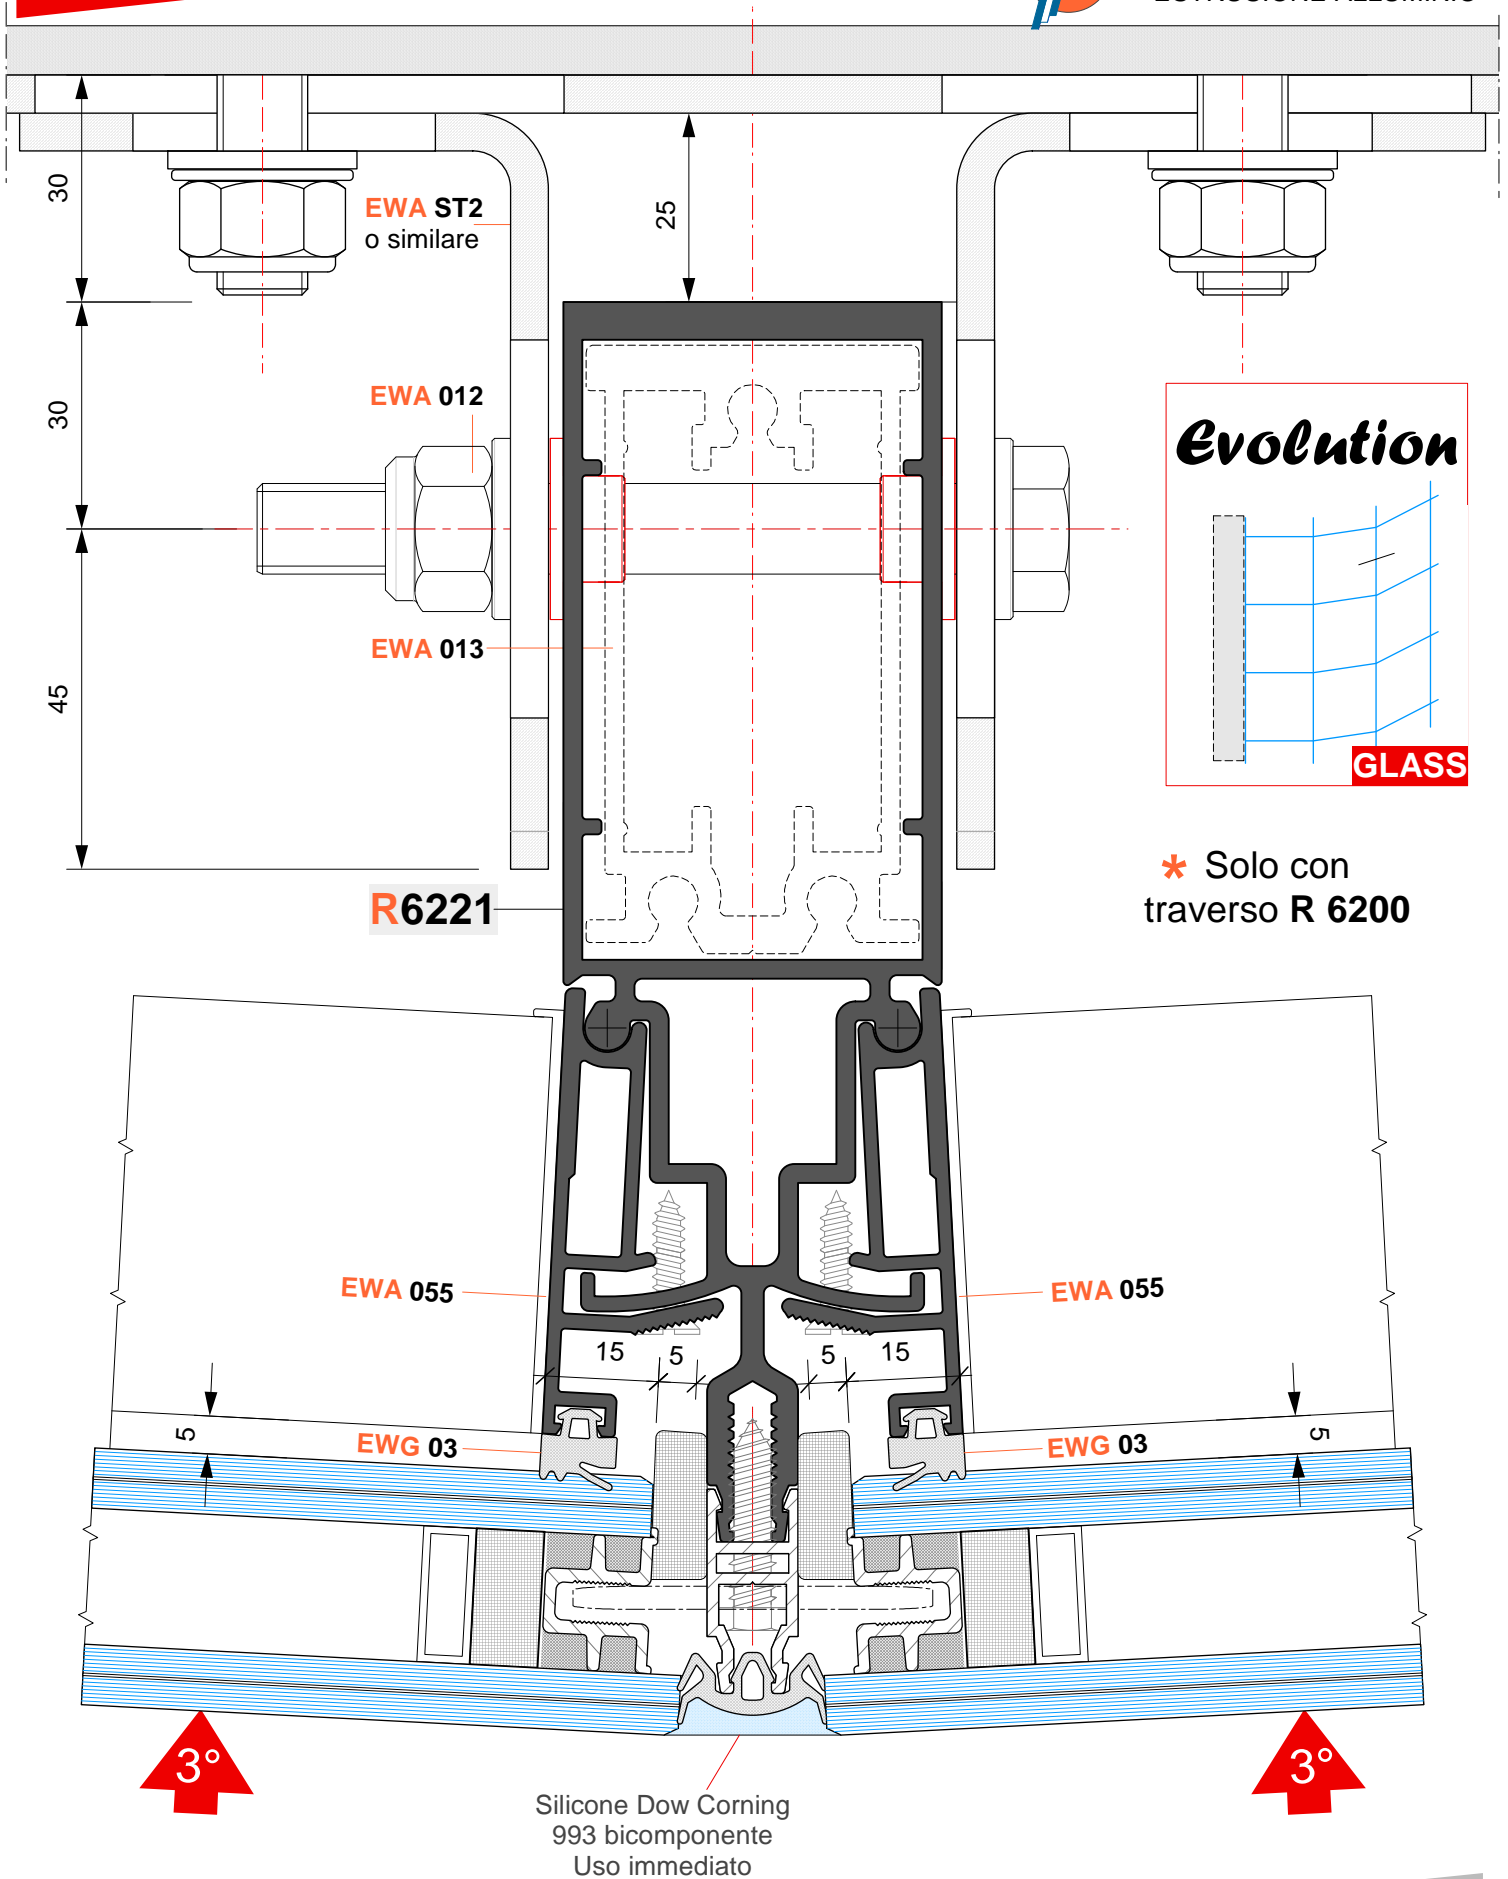 30
EWA ST2
o similare
25
30
EWA 012
Evolution
EWA 013
45
GLASS
R6221
* Solo con
traverso R 6200
EWA 055
EWA 055
15
5
5
15
5
EWG 03
EWG 03
5
3°
3°
Silicone Dow Corning
993 bicomponente
Uso immediato